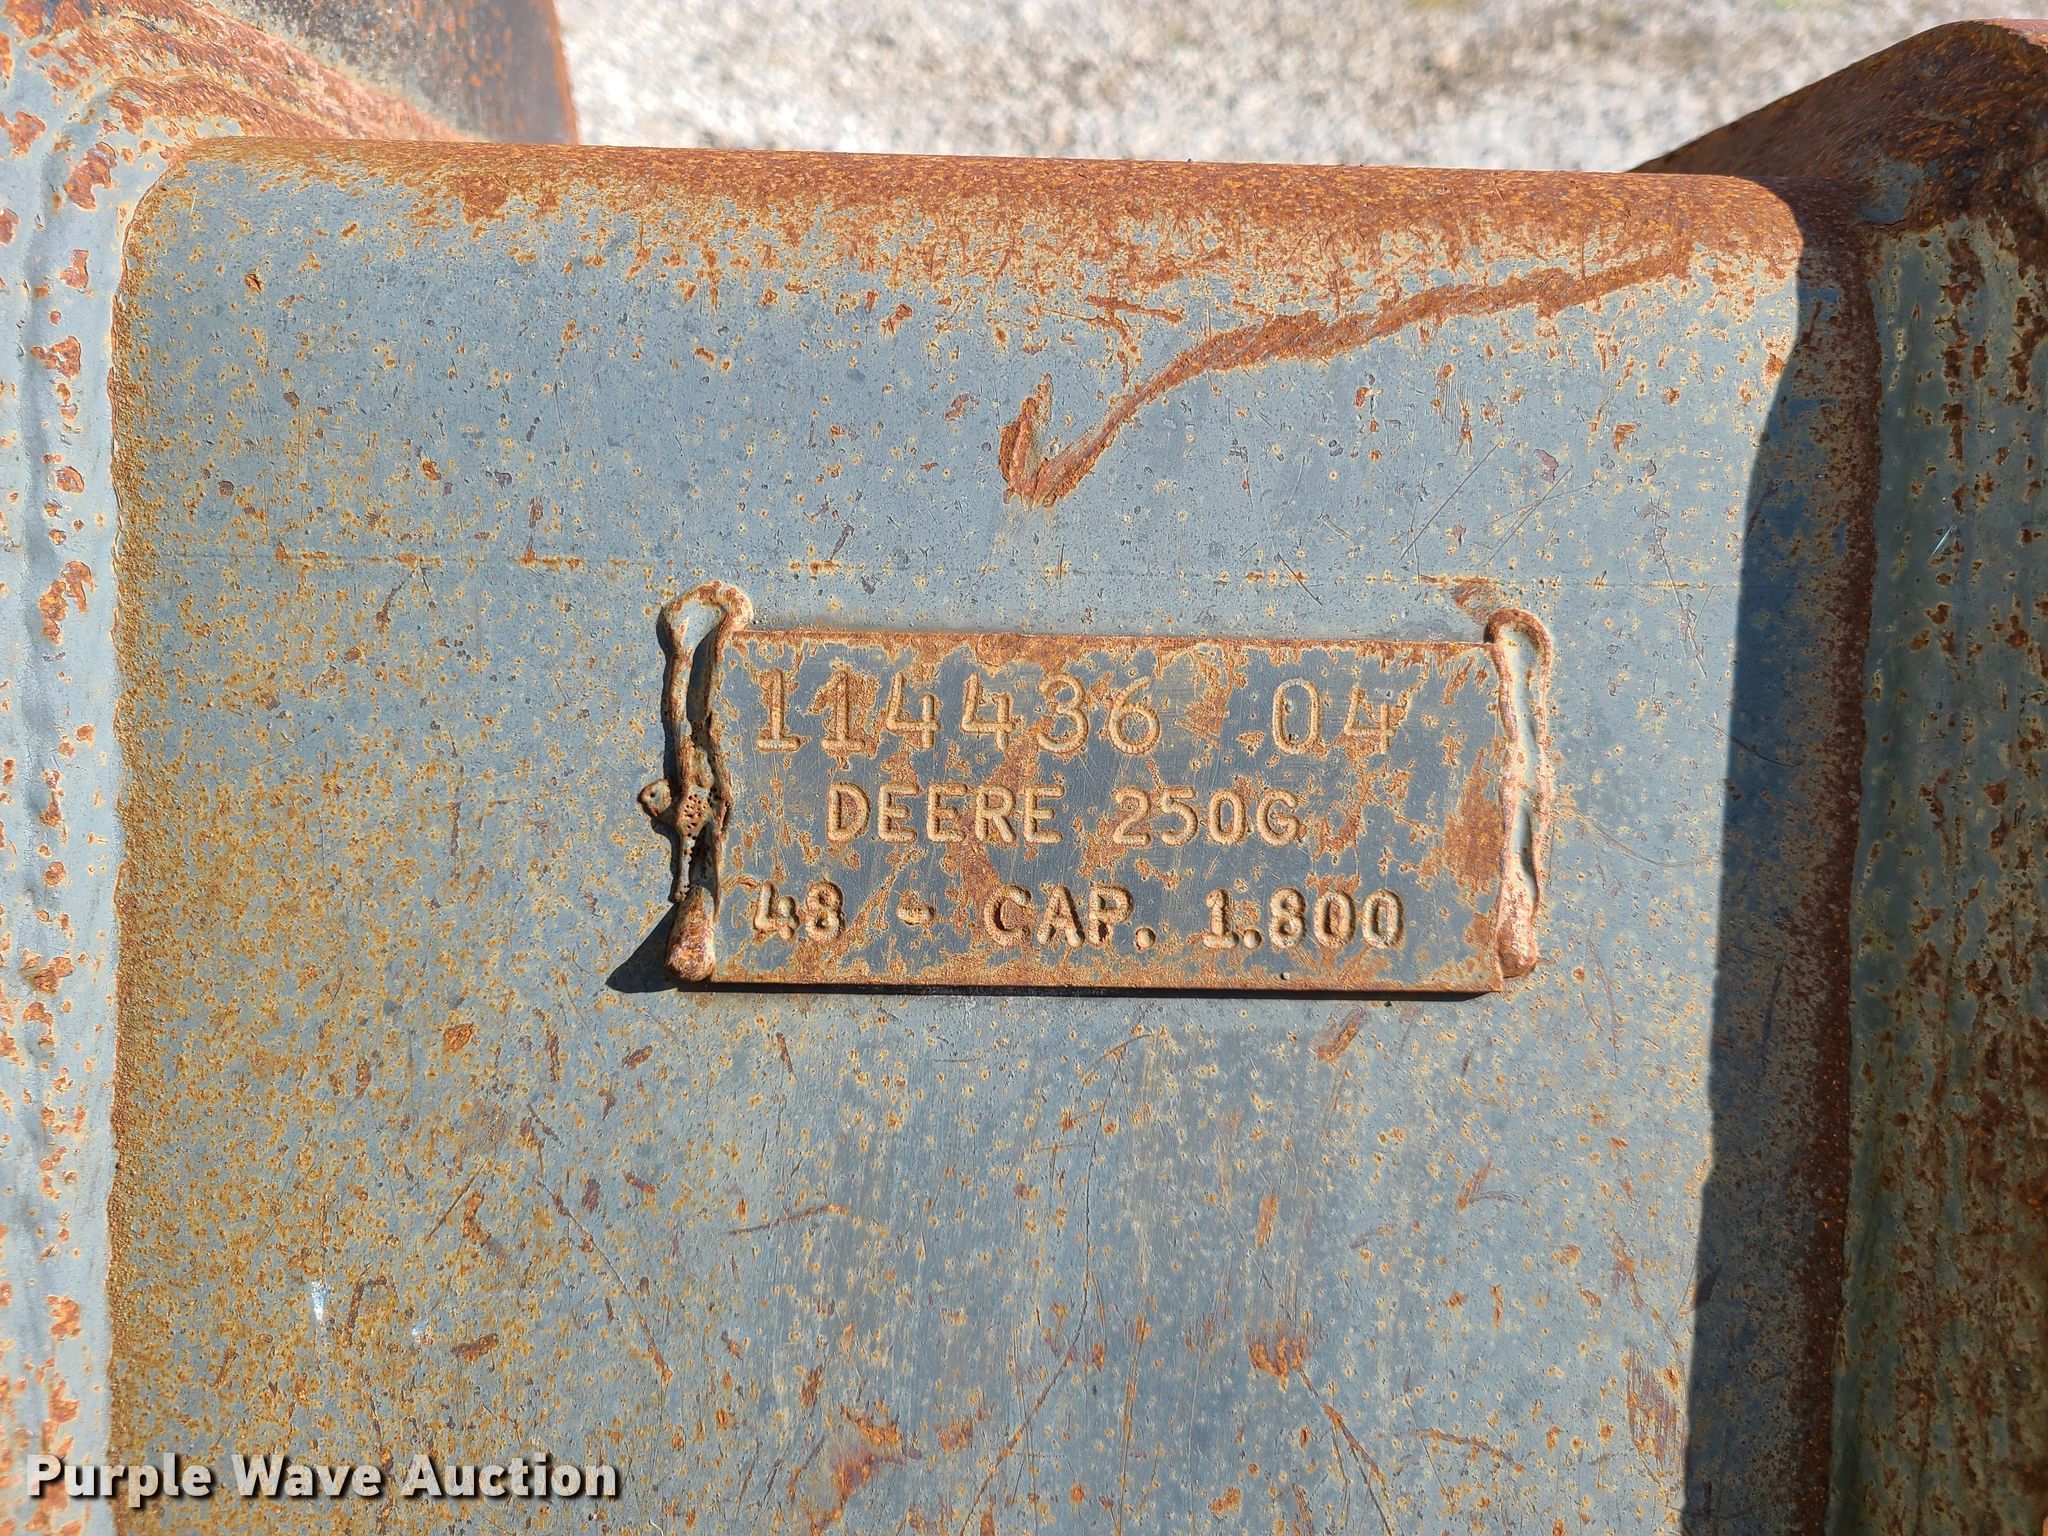 114436 04
DEERE 250G
48 - CAP. 1.800
Purple Wave Auction